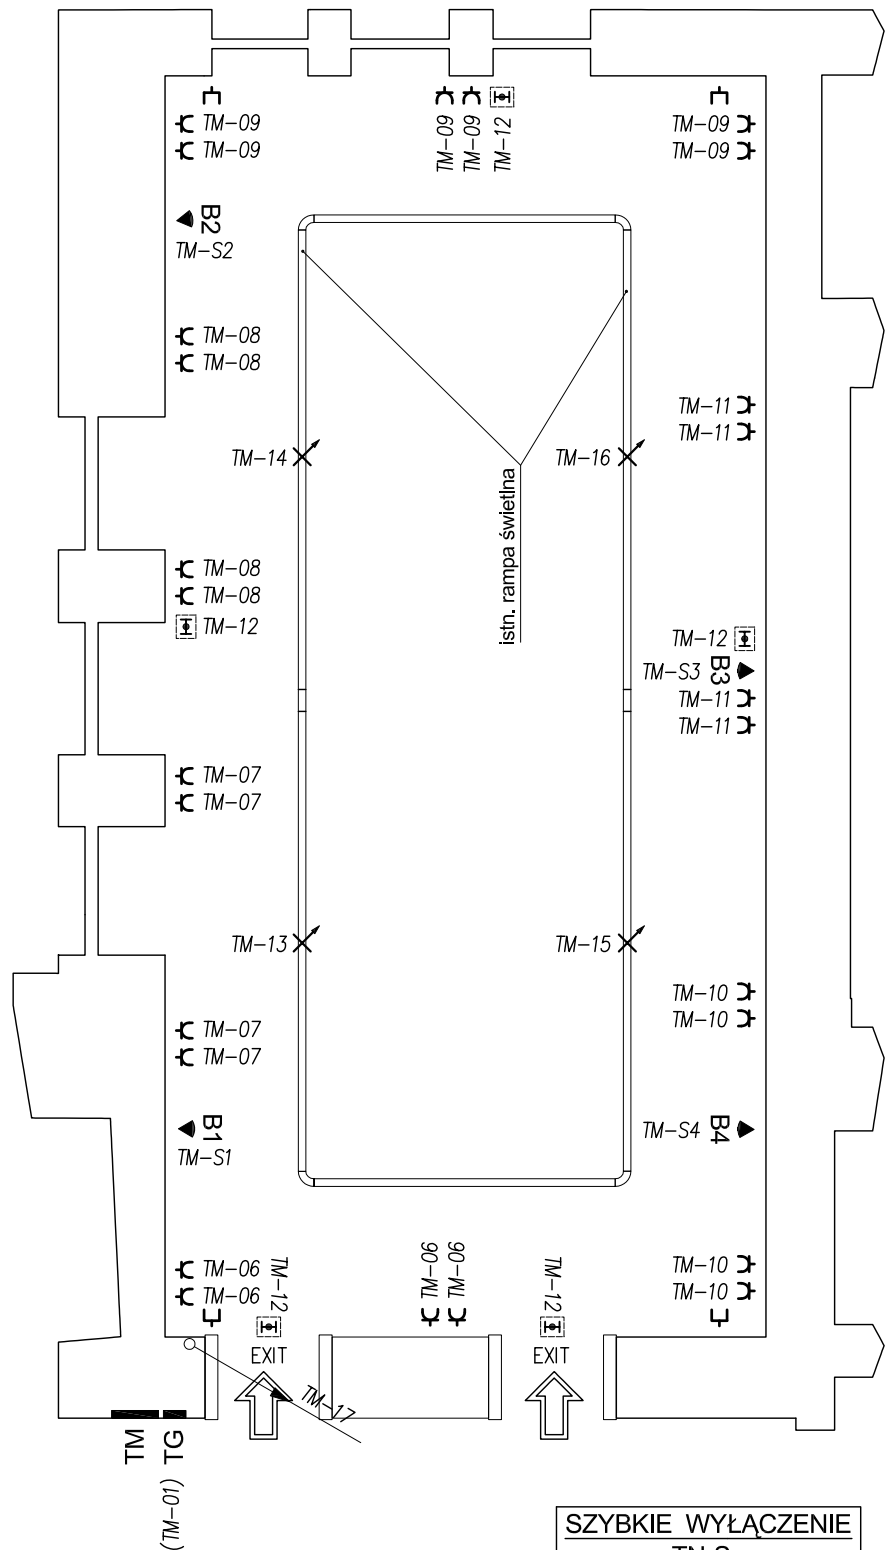 TM-09
TM-09
TM-09
TM-09
TM-12
TM-09
TM-09
B2
TM-S2
TM-08
TM-08
TM-11
TM-11
TM-14
TM-16
istn. rampa świetlna
TM-08
TM-08
TM-12
TM-12
TM-S3 B3
TM-11
TM-11
TM-07
TM-07
TM-13
TM-15
TM-10
TM-10
TM-07
TM-07
B1
TM-S1
TM-S4 B4
TM-06
TM-06
TM-12
TM-06
TM-06
TM-12
TM-10
TM-10
EXIT
EXIT
TM-17
TM
TG
(TM-01)
SZYBKIE WYŁĄCZENIE
TN-S